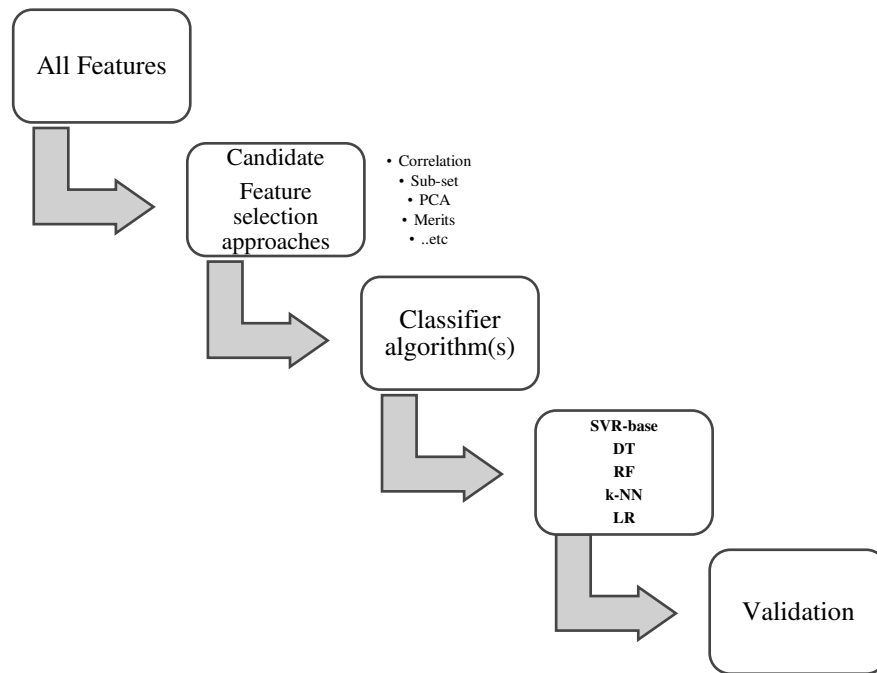 All Features
Candidate
Feature
selection
approaches
• Correlation
• Sub-set
• PCA
• Merits
• ..etc
Classifier
algorithm(s)
SVR-base
DT
RF
k-NN
LR
Validation